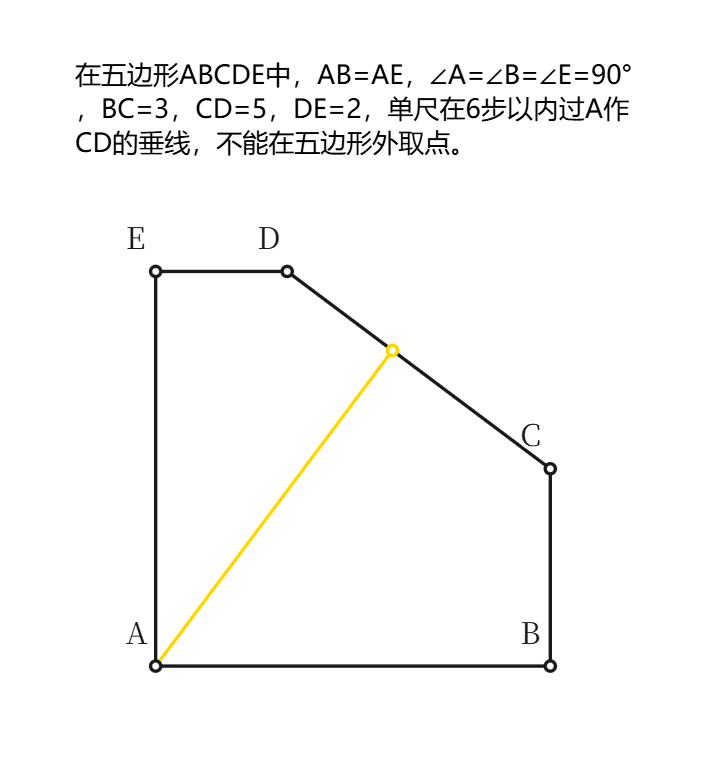 在五边形ABCDE中，AB=AE，∠A=∠B=∠E=90°
，BC=3，CD=5，DE=2，单尺在6步以内过A作
CD的垂线，不能在五边形外取点。
E D
C
A B